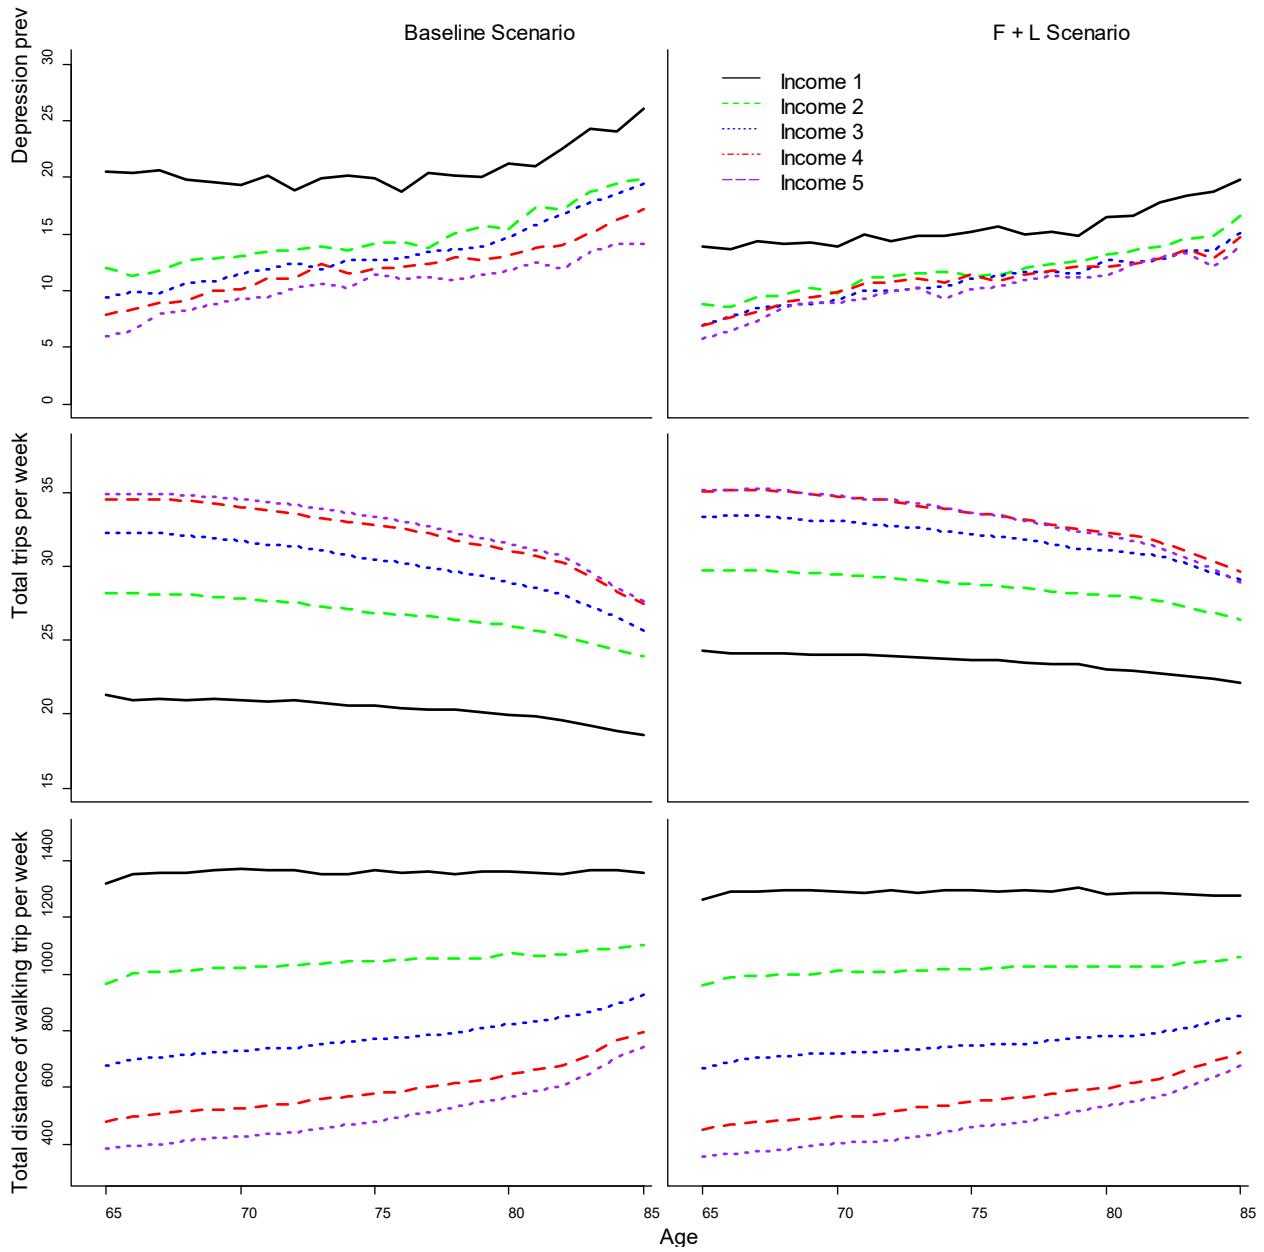 Baseline Scenario
F + L Scenario
Depression prev
30
25
20
15
10
5
0
Income 1
Income 2
Income 3
Income 4
Income 5
Total trips per week
35
30
25
20
15
Total distance of walking trip per week
1400
1200
1000
800
600
400
65 70 75 80 85
65 70 75 80 85
Age